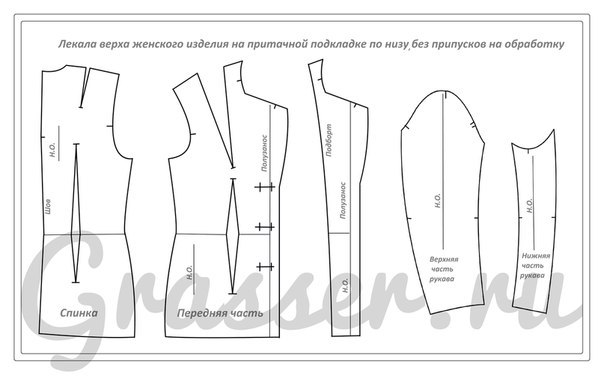 Лекала верха женского изделия на притачной подкладке по низу, без припусков на обработку
Н.О.
Шов
Спинка
Н.О.
Полузанос
Передняя часть
Подборт
Полузанос
Н.О.
Н.О.
Верхняя
часть
рукава
Н.О.
Нижняя
часть
рукава
Grasser.ru